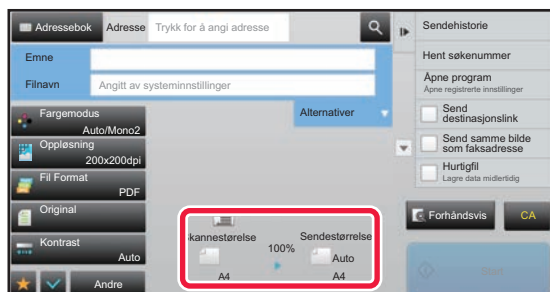 Adressebok
Adresse
Trykk for å angi adresse
Emne
Filnavn
Angitt av systeminnstillinger
Alternativer
Fargemodus
Auto/Mono2
Oppløsning
200x200dpi
Fil Format
PDF
Original
Kontrast
Auto
Andre
Skannestørelse
A4
100%
Sendestørrelse
Auto
A4
Sendehistorie
Hent søkenummer
Åpne program
Åpne registrerte innstillinger
Send
destinasjonslink
Send samme bilde
som faksadresse
Hurtigfil
Lagre data midlertidig
Forhåndsvis
CA